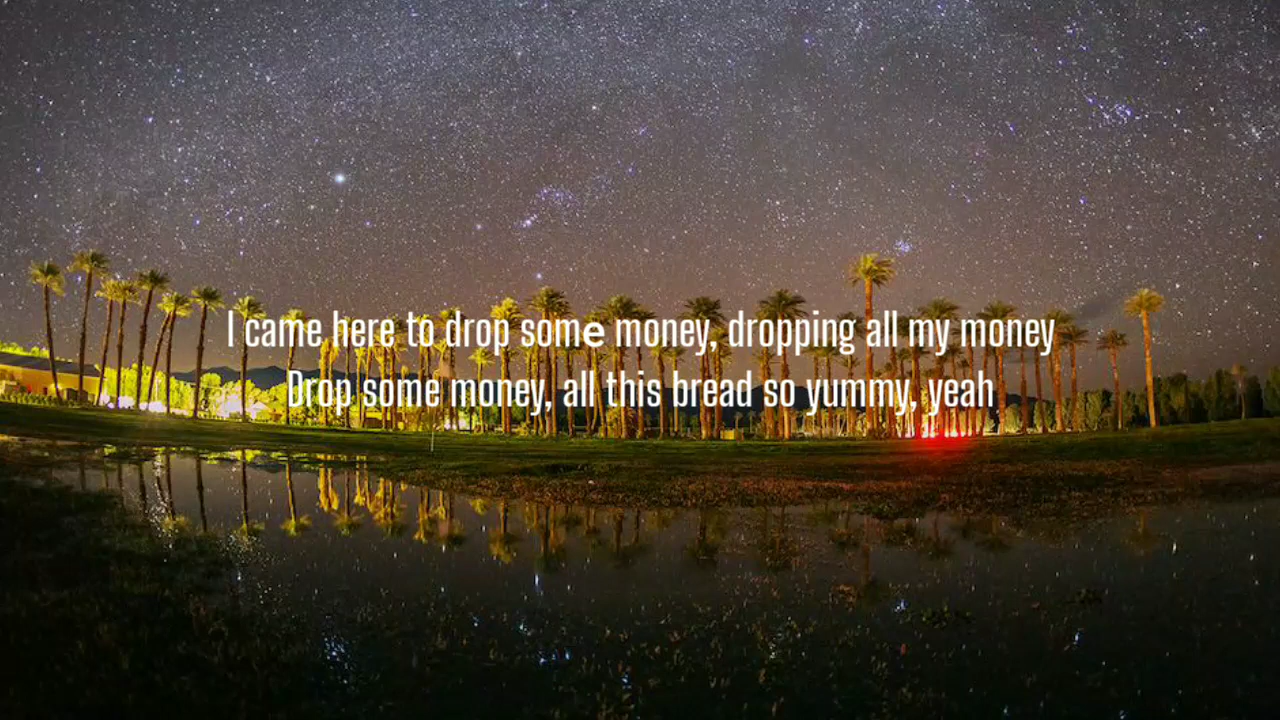 I came here to drop some money, dropping all my money
Drop some money, all this bread so yummy, yeah